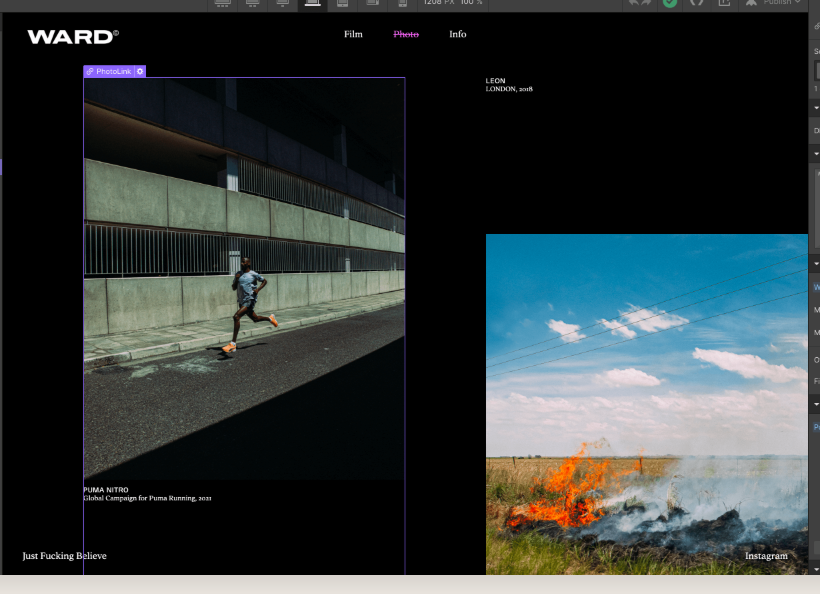 1208 PX 100 %
Publish
WARD©
Film
Photo
Info
PhotoLink
LEON
LONDON, 2018
PUMA NITRO
Global Campaign for Puma Running, 2021
Just Fucking Believe
Instagram